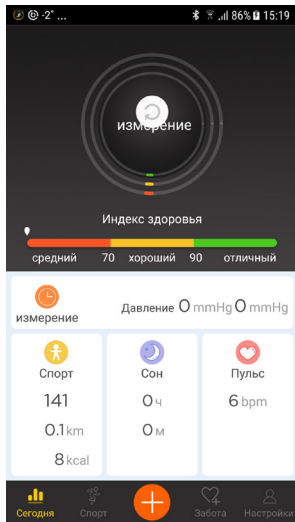 -2° ... 86% 15:19
измерение
Индекс здоровья
средний 70 хороший 90 отличный
измерение Давление 0 mmHg 0 mmHg
Спорт Сон Пульс
141 0 ч 6 bpm
0.1 km 0 м
8 kcal
Сегодня Спорт Забота Настройки